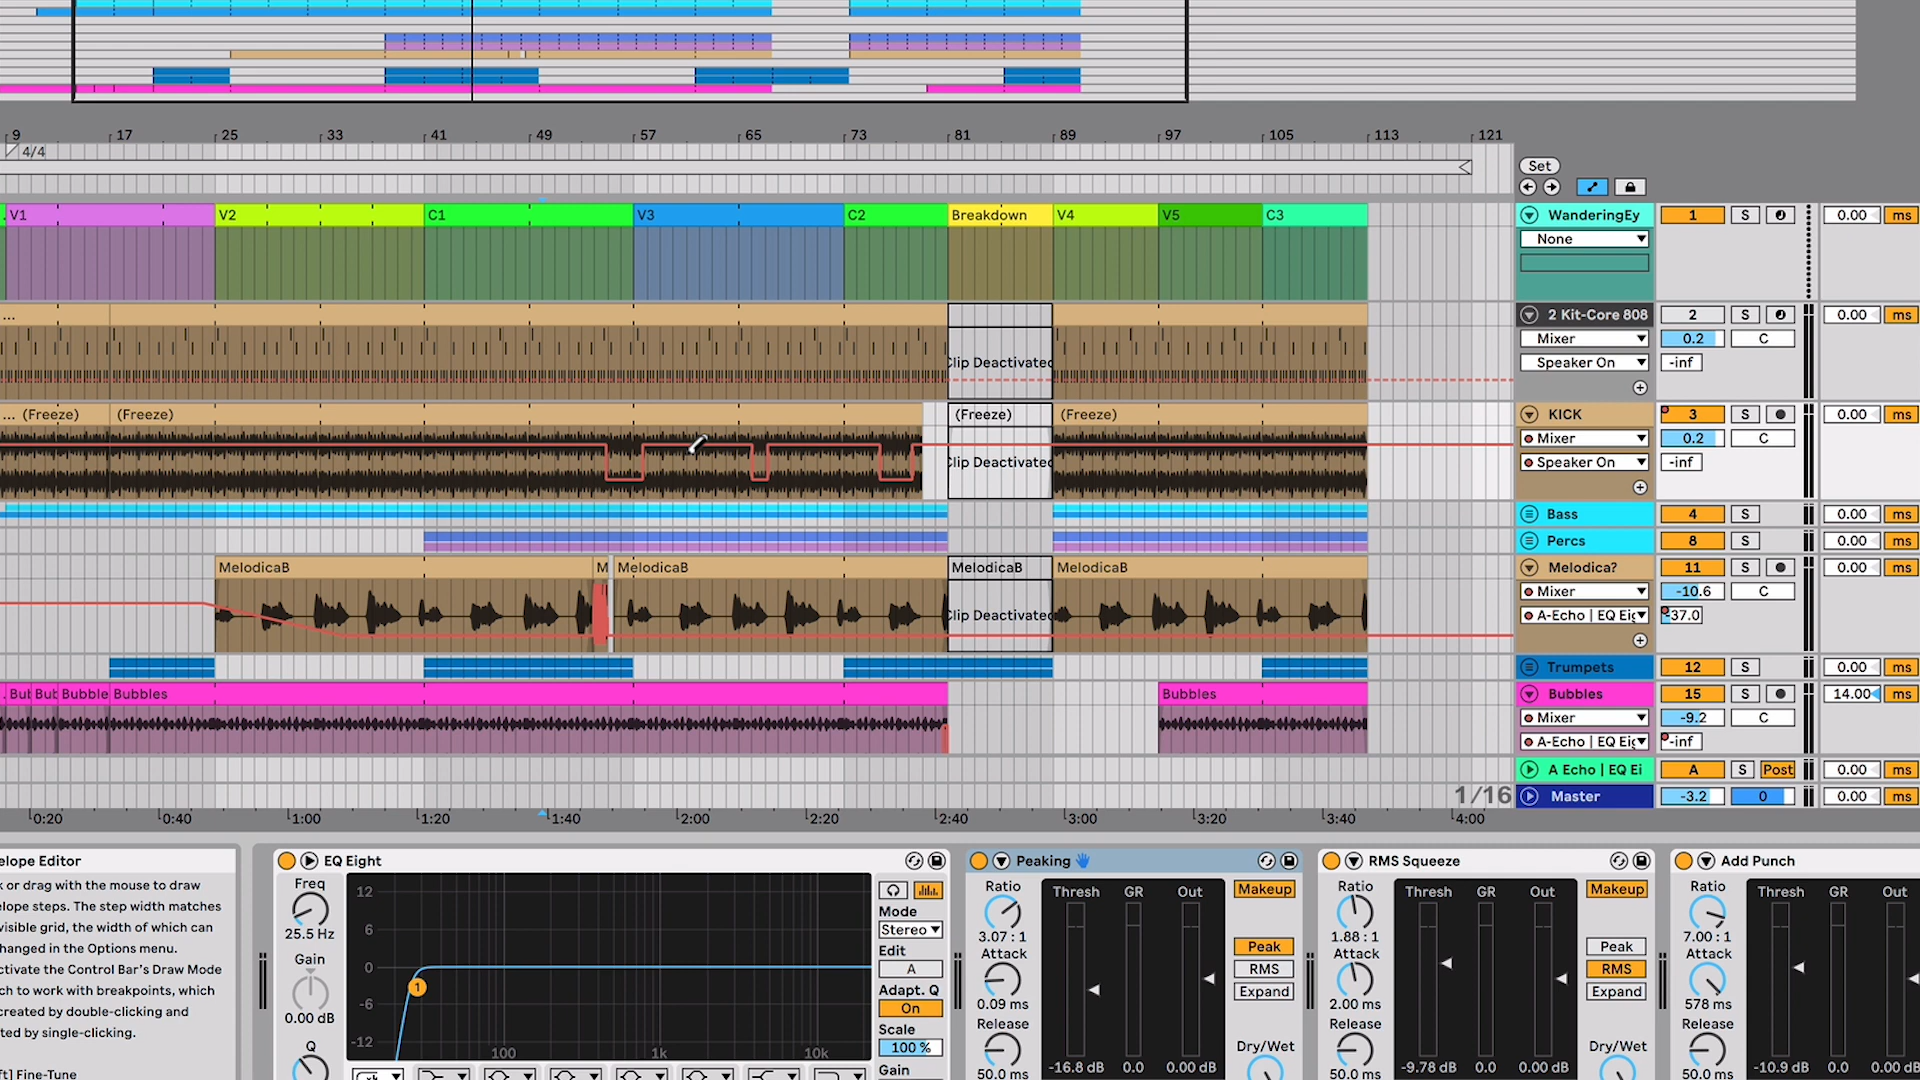 9 17 25 33 41 49 57 65 73 81 89 97 105 113 121
4/4
Set
V1 V2 C1 V3 C2 Breakdown V4 V5 C3 WanderingEy 1 S 0.00 ms
None
... 2 Kit-Core 808 2 S 0.00 ms
Mixer 0.2 C
Clip Deactivated Speaker On -inf
... (Freeze) (Freeze) (Freeze) (Freeze) KICK 3 S 0.00 ms
Mixer 0.2 C
Clip Deactivated Speaker On -inf
Bass 4 S 0.00 ms
Percs 8 S 0.00 ms
MelodicaB M MelodicaB MelodicaB MelodicaB Melodica? 11 S 0.00 ms
Mixer -10.6 C
Clip Deactivated A-Echo | EQ Eig -37.0
Trumpets 12 S 0.00 ms
. Bub But Bubble Bubbles Bubbles Bubbles 15 S 14.00 ms
Mixer -9.2 C
A-Echo | EQ Eig -inf
A Echo | EQ Ei A S Post 0.00 ms
1/16 Master -3.2 0 0.00 ms
0:20 0:40 1:00 1:20 1:40 2:00 2:20 2:40 3:00 3:20 3:40 4:00
elope Editor
k or drag with the mouse to draw
elope steps. The step width matches
visible grid, the width of which can
hanged in the Options menu.
ctivate the Control Bar's Draw Mode
ch to work with breakpoints, which
created by double-clicking and
ted by single-clicking.
ft] Fine-Tune
EQ Eight
Freq
25.5 Hz
Gain
0.00 dB
Q
12
6
0
-6
-12
1
100 1k 10k
Mode
Stereo
Edit
A
Adapt. Q
On
Scale
100 %
Gain
Peaking
Ratio
3.07 : 1
Attack
0.09 ms
Release
50.0 ms
Thresh GR Out
-16.8 dB 0.0 0.00 dB
Makeup
Peak
RMS
Expand
Dry/Wet
RMS Squeeze
Ratio
1.88 : 1
Attack
2.00 ms
Release
50.0 ms
Thresh GR Out
-9.78 dB 0.0 0.00 dB
Makeup
Peak
RMS
Expand
Dry/Wet
Add Punch
Ratio
7.00 : 1
Attack
578 ms
Release
50.0 ms
Thresh GR Out
-10.9 dB 0.0 0.00 dB